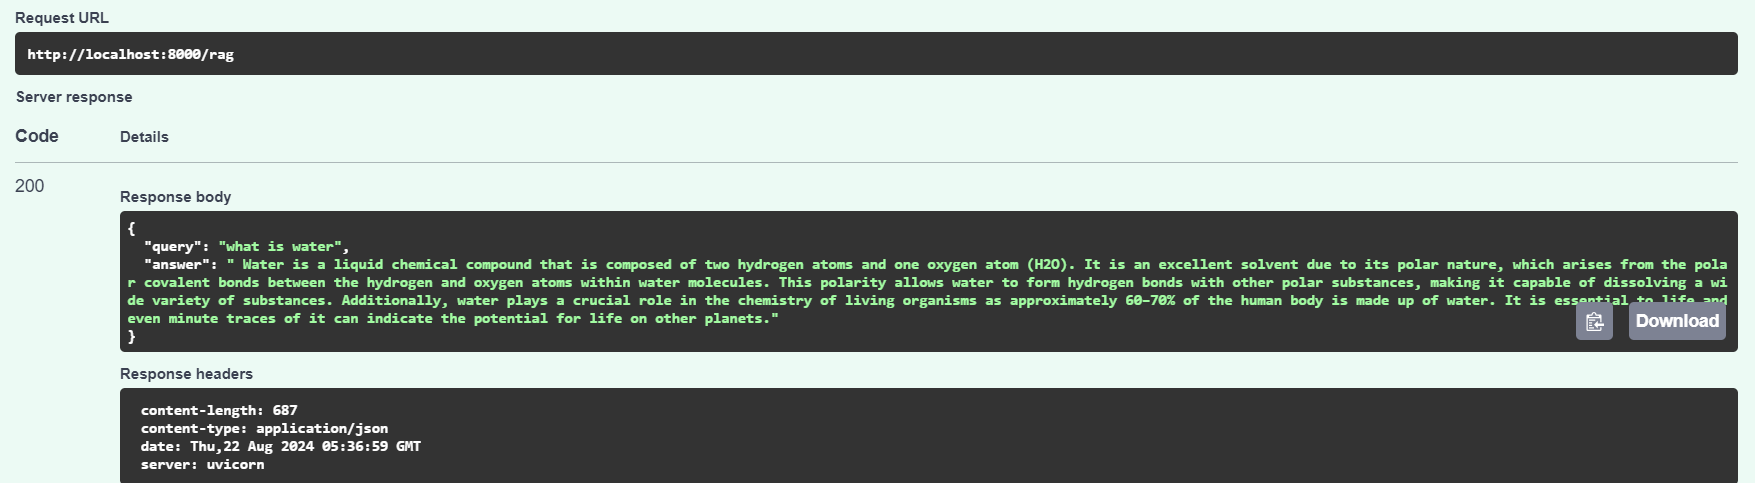 Request URL
http://localhost:8000/rag
Server response
Code Details
200
Response body
{
"query": "what is water",
"answer": " Water is a liquid chemical compound that is composed of two hydrogen atoms and one oxygen atom (H2O). It is an excellent solvent due to its polar nature, which arises from the pola
r covalent bonds between the hydrogen and oxygen atoms within water molecules. This polarity allows water to form hydrogen bonds with other polar substances, making it capable of dissolving a wi
de variety of substances. Additionally, water plays a crucial role in the chemistry of living organisms as approximately 60-70% of the human body is made up of water. It is essential to life and
even minute traces of it can indicate the potential for life on other planets."
}
Download
Response headers
content-length: 687
content-type: application/json
date: Thu,22 Aug 2024 05:36:59 GMT
server: uvicorn